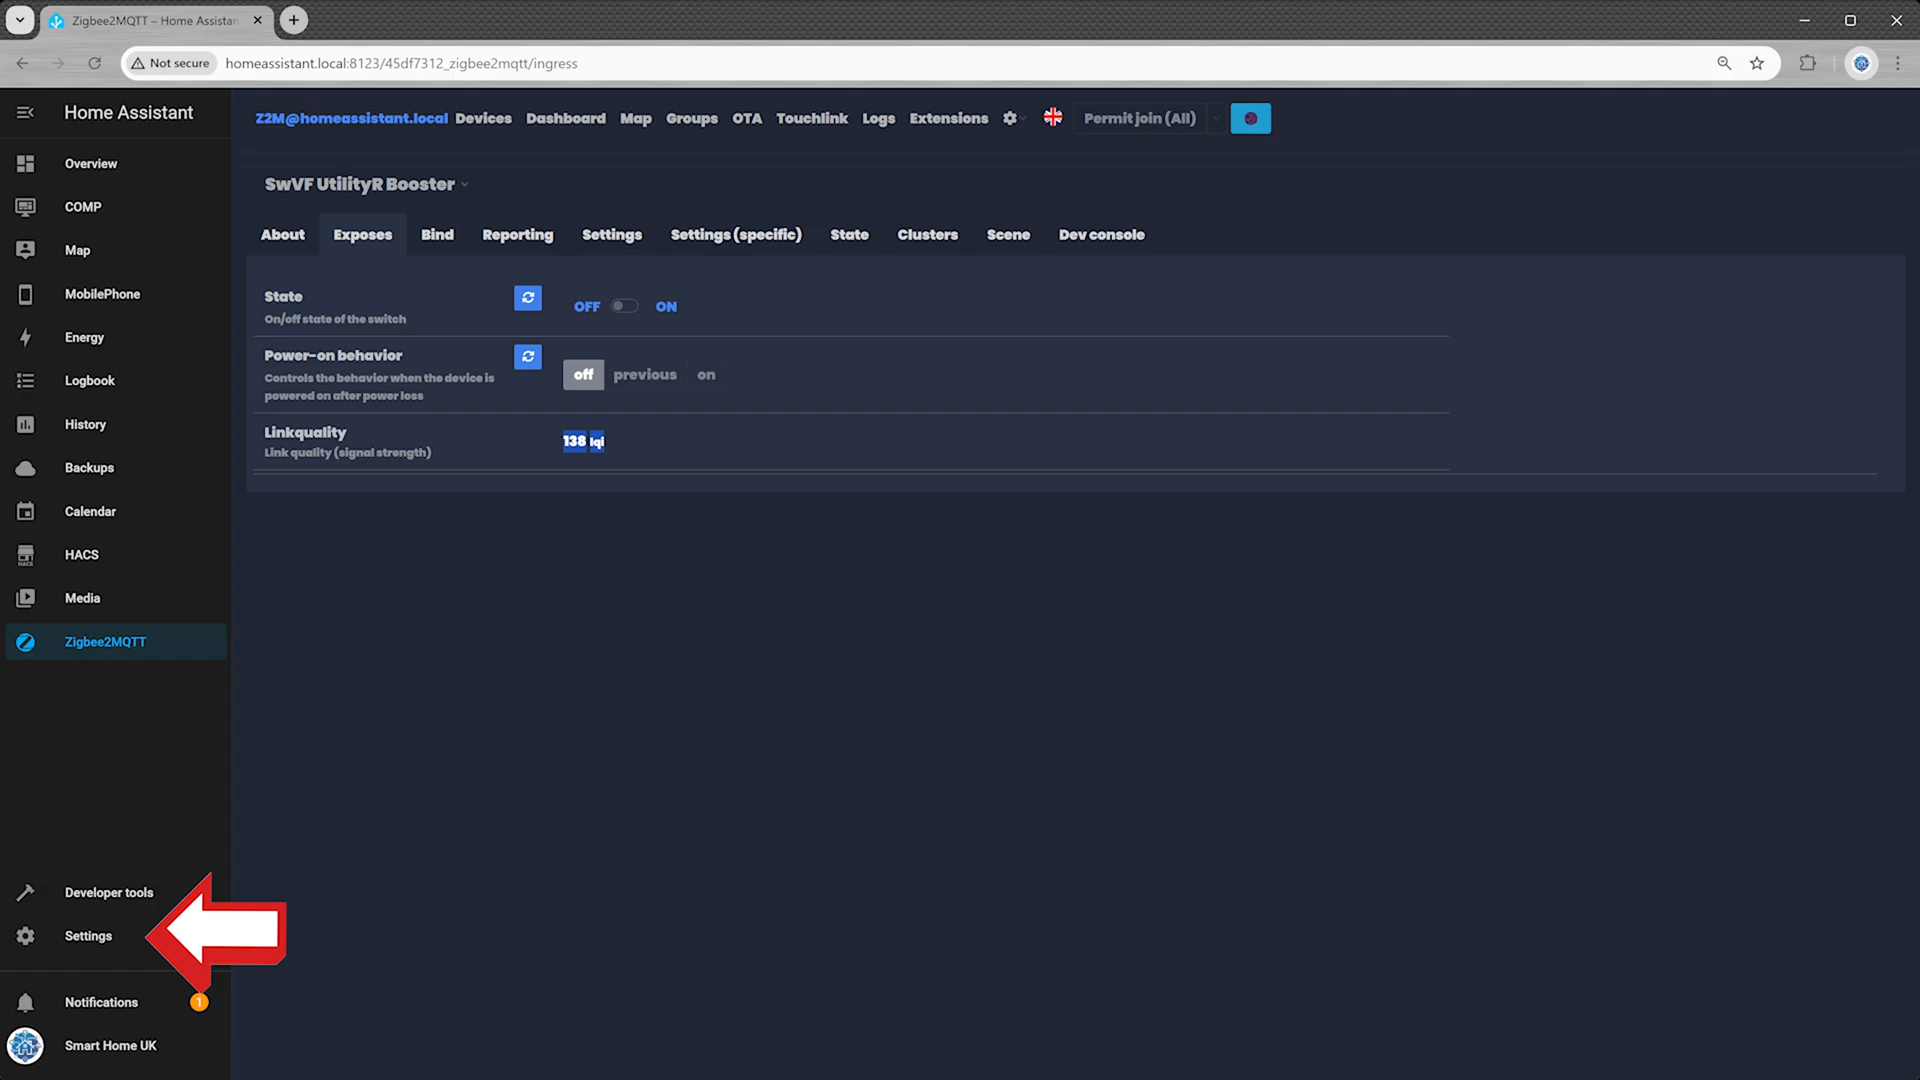 Zigbee2MQTT – Home Assistan
Not secure
homeassistant.local:8123/45df7312_zigbee2mqtt/ingress
Home Assistant
Overview
COMP
Map
MobilePhone
Energy
Logbook
History
Backups
Calendar
HACS
HACS
Media
Zigbee2MQTT
Developer tools
Settings
Notifications
1
Smart Home UK
Z2M@homeassistant.local Devices Dashboard Map Groups OTA Touchlink Logs Extensions Permit join (All)
SwVF UtilityR Booster
About Exposes Bind Reporting Settings Settings (specific) State Clusters Scene Dev console
State
On/off state of the switch
OFF ON
Power-on behavior
Controls the behavior when the device is
powered on after power loss
off previous on
Linkquality
Link quality (signal strength)
138 lqi